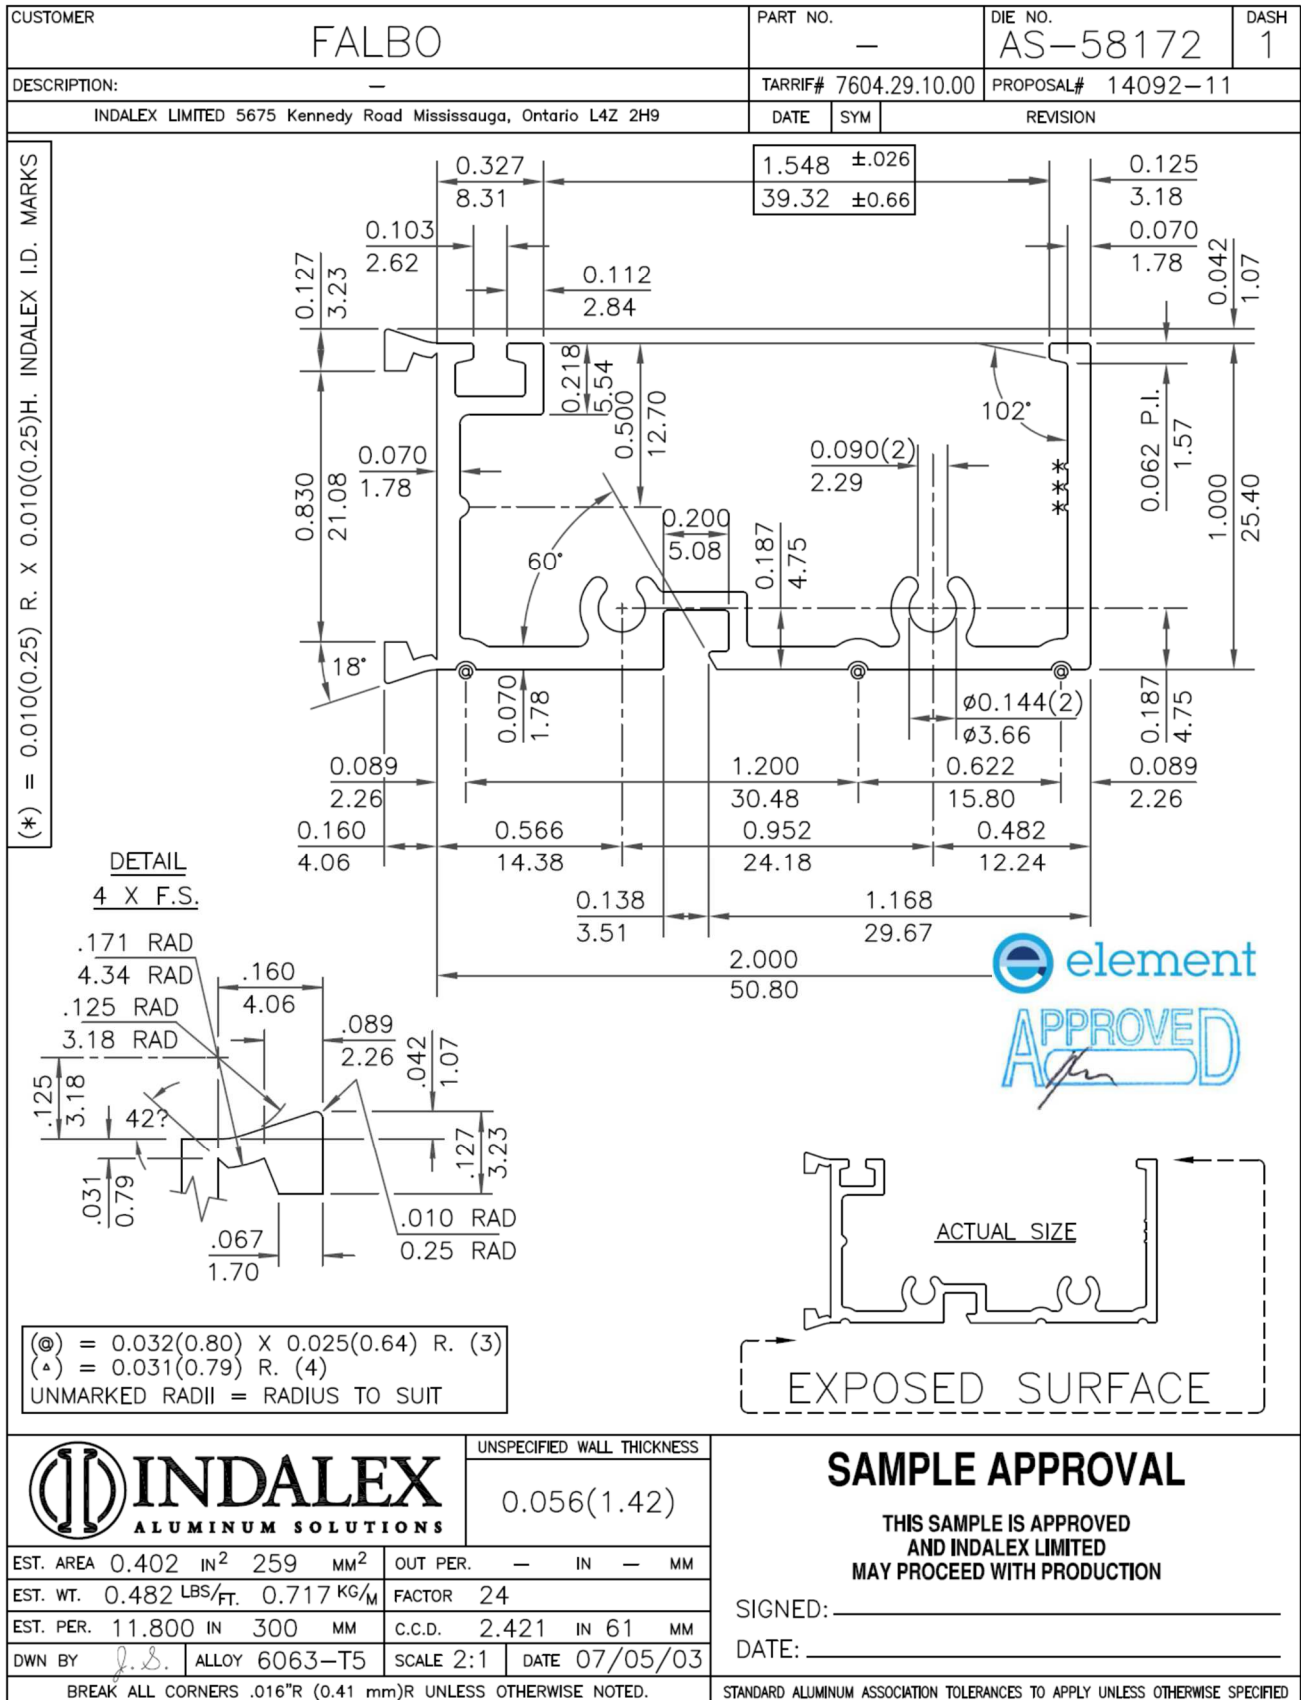 CUSTOMER
FALBO
PART NO.
—
DIE NO.
AS-58172
DASH
1
DESCRIPTION:
—
TARRIF# 7604.29.10.00
PROPOSAL# 14092-11
INDALEX LIMITED 5675 Kennedy Road Mississauga, Ontario L4Z 2H9
DATE
SYM
REVISION
(*) = 0.010(0.25) R. X 0.010(0.25)H. INDALEX I.D. MARKS
0.327
8.31
1.548 ±.026
39.32 ±0.66
0.125
3.18
0.103
2.62
0.070
1.78
0.042
1.07
0.127
3.23
0.112
2.84
0.218
5.54
0.500
12.70
102°
0.062 P.I.
1.57
0.070
1.78
0.090(2)
2.29
***
0.830
21.08
1.000
25.40
0.200
5.08
60°
0.187
4.75
18°
@
@
@
0.070
1.78
ø0.144(2)
ø3.66
0.187
4.75
0.089
2.26
1.200
30.48
0.622
15.80
0.089
2.26
0.160
4.06
0.566
14.38
0.952
24.18
0.482
12.24
DETAIL
4 X F.S.
0.138
3.51
1.168
29.67
2.000
50.80
element
APPROVED
.171 RAD
4.34 RAD
.125 RAD
3.18 RAD
.160
4.06
.089
2.26
.042
1.07
.125
3.18
42?
.127
3.23
.031
0.79
.010 RAD
0.25 RAD
.067
1.70
ACTUAL SIZE
EXPOSED SURFACE
(@) = 0.032(0.80) X 0.025(0.64) R. (3)
(▵) = 0.031(0.79) R. (4)
UNMARKED RADII = RADIUS TO SUIT
INDALEX
ALUMINUM SOLUTIONS
UNSPECIFIED WALL THICKNESS
0.056(1.42)
EST. AREA 0.402 IN² 259 MM²
OUT PER. — IN — MM
EST. WT. 0.482 LBS/FT. 0.717 KG/M
FACTOR 24
EST. PER. 11.800 IN 300 MM
C.C.D. 2.421 IN 61 MM
DWN BY J.S.
ALLOY 6063-T5
SCALE 2:1
DATE 07/05/03
BREAK ALL CORNERS .016"R (0.41 mm)R UNLESS OTHERWISE NOTED.
SAMPLE APPROVAL
THIS SAMPLE IS APPROVED
AND INDALEX LIMITED
MAY PROCEED WITH PRODUCTION
SIGNED:
DATE:
STANDARD ALUMINUM ASSOCIATION TOLERANCES TO APPLY UNLESS OTHERWISE SPECIFIED